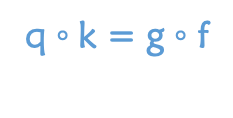 q ∘ k = g ∘ f